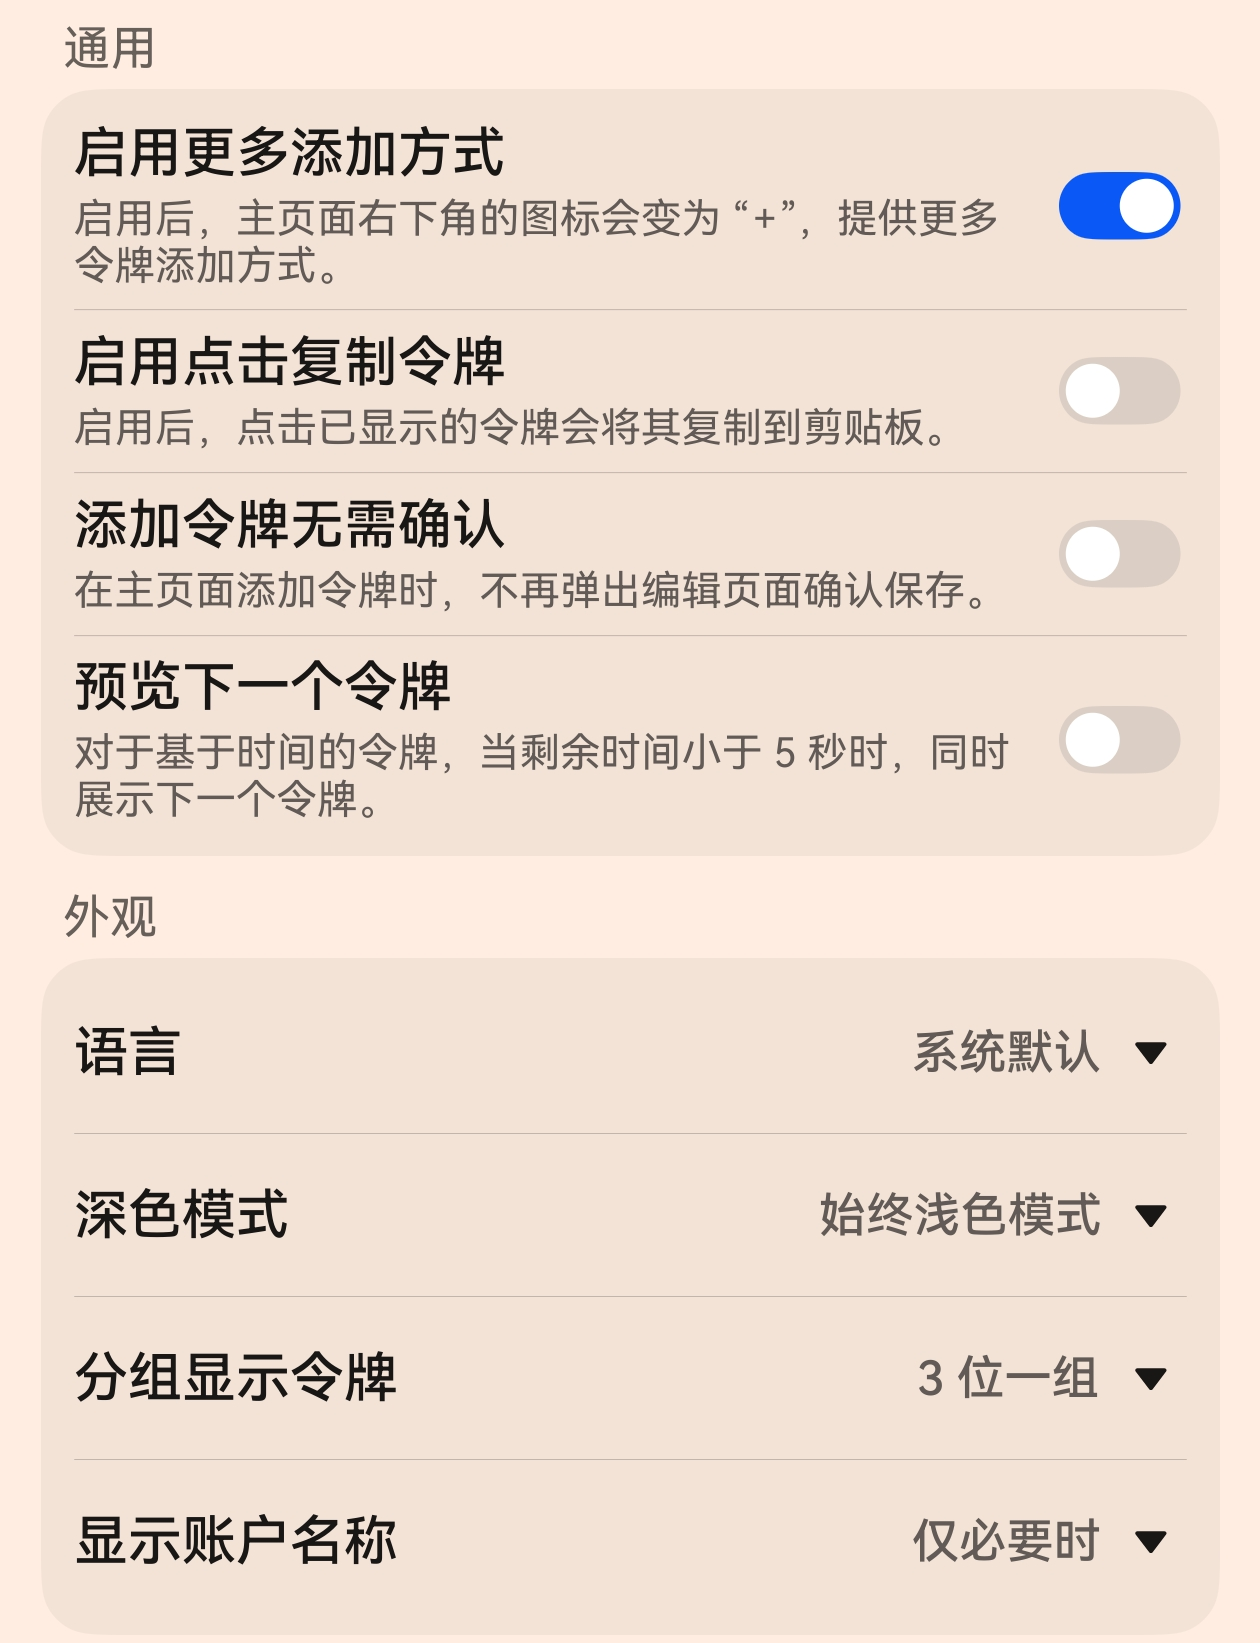 通用
启用更多添加方式
启用后，主页面右下角的图标会变为 “+”，提供更多
令牌添加方式。
启用点击复制令牌
启用后，点击已显示的令牌会将其复制到剪贴板。
添加令牌无需确认
在主页面添加令牌时，不再弹出编辑页面确认保存。
预览下一个令牌
对于基于时间的令牌，当剩余时间小于 5 秒时，同时
展示下一个令牌。
外观
语言 系统默认
深色模式 始终浅色模式
分组显示令牌 3 位一组
显示账户名称 仅必要时